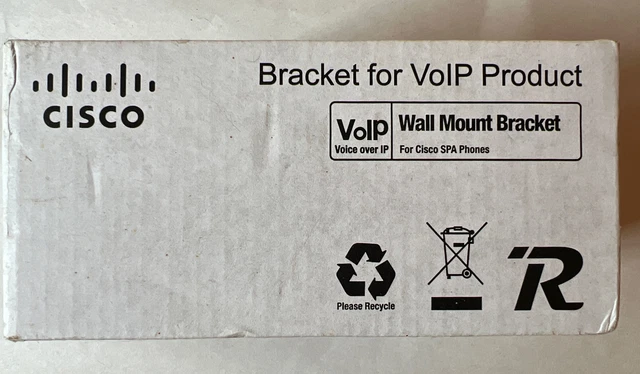 CISCO
Bracket for VoIP Product
VoIp
Voice over IP
Wall Mount Bracket
For Cisco SPA Phones
Please Recycle
R